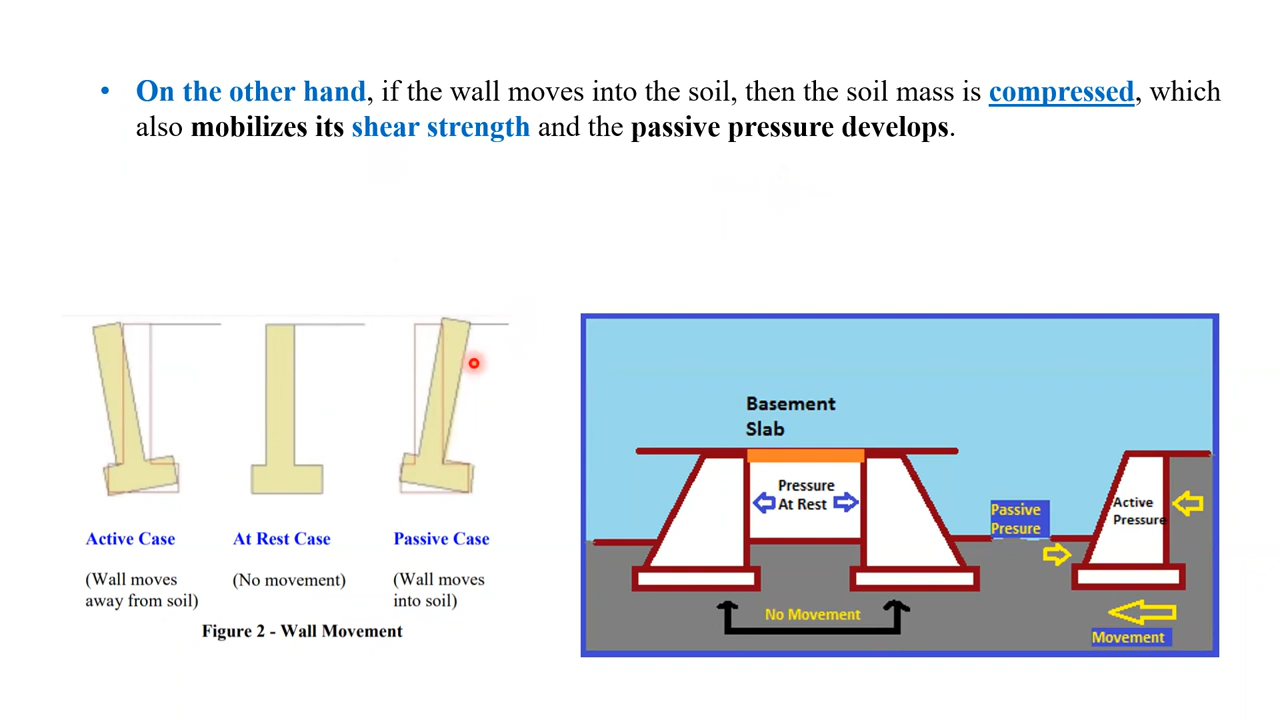 • On the other hand, if the wall moves into the soil, then the soil mass is compressed, which
also mobilizes its shear strength and the passive pressure develops.
Active Case
(Wall moves
away from soil)
At Rest Case
(No movement)
Passive Case
(Wall moves
into soil)
Figure 2 - Wall Movement
Basement
Slab
Pressure
At Rest
Passive
Presure
Active
Pressure
No Movement
Movement